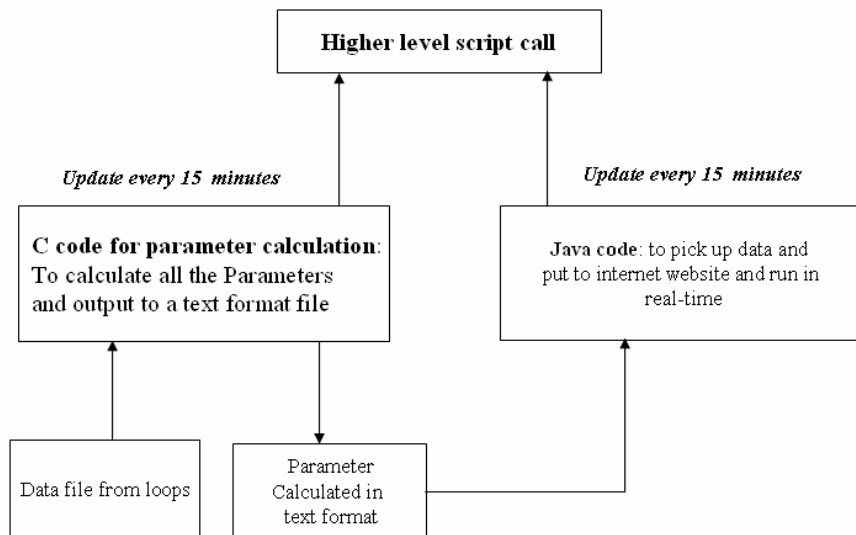 Higher level script call
Update every 15 minutes
Update every 15 minutes
C code for parameter calculation:
To calculate all the Parameters
and output to a text format file
Java code: to pick up data and
put to internet website and run in
real-time
Data file from loops
Parameter
Calculated in
text format